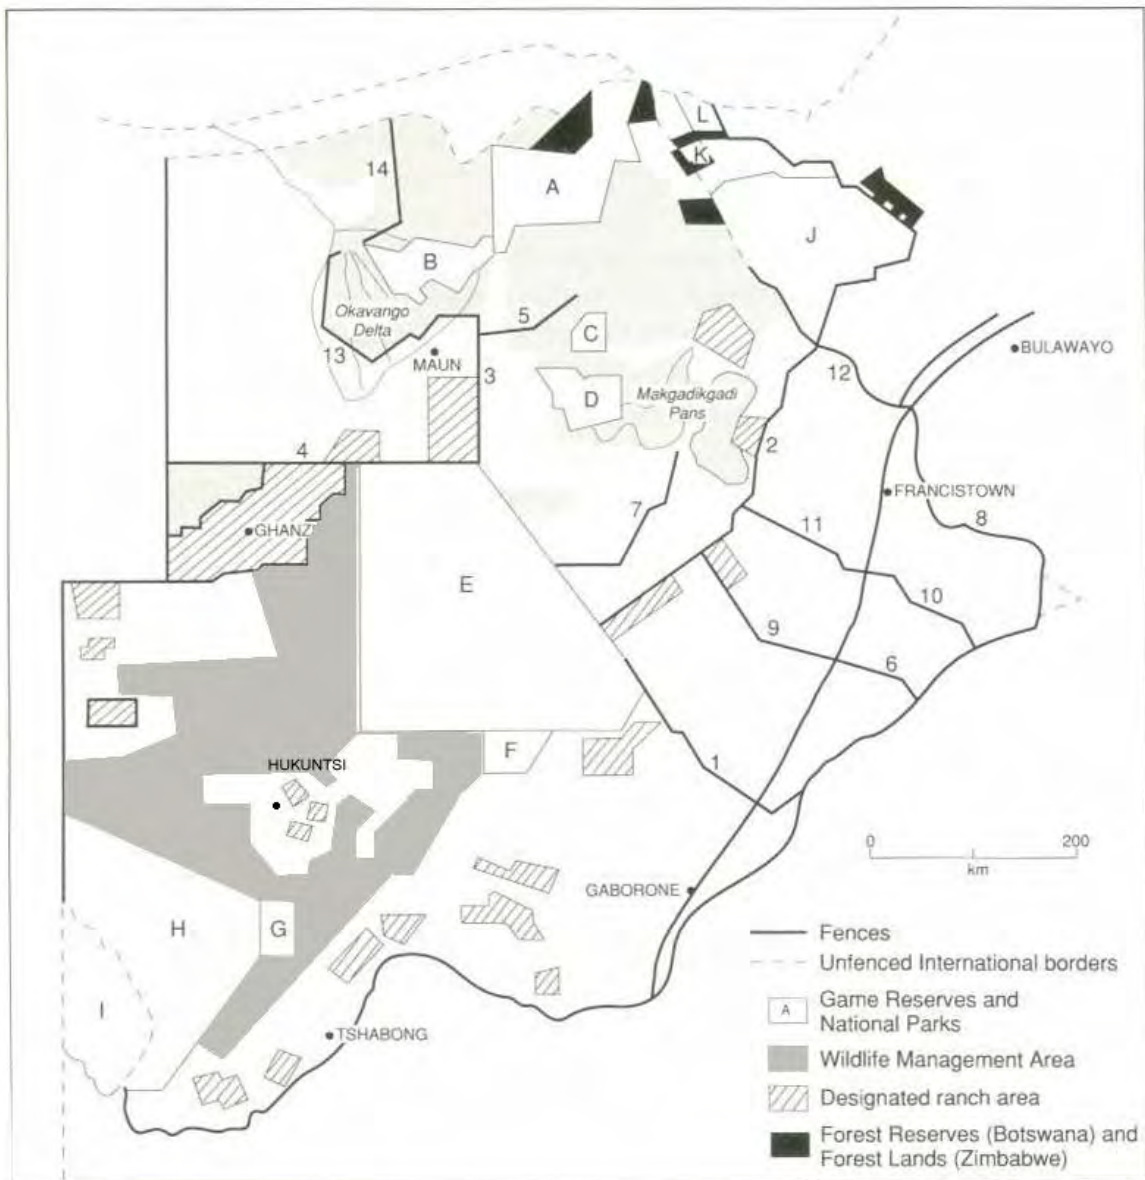 L
K
14
A
J
B
Okavango
Delta
5
C
13
MAUN
3
12
BULAWAYO
D
Makgadikgadi
Pans
2
4
7
FRANCISTOWN
8
11
GHANZI
E
10
9
6
F
1
HUKUNTSI
0
200
km
GABORONE
H
G
I
TSHABONG
Fences
Unfenced International borders
A
Game Reserves and
National Parks
Wildlife Management Area
Designated ranch area
Forest Reserves (Botswana) and
Forest Lands (Zimbabwe)